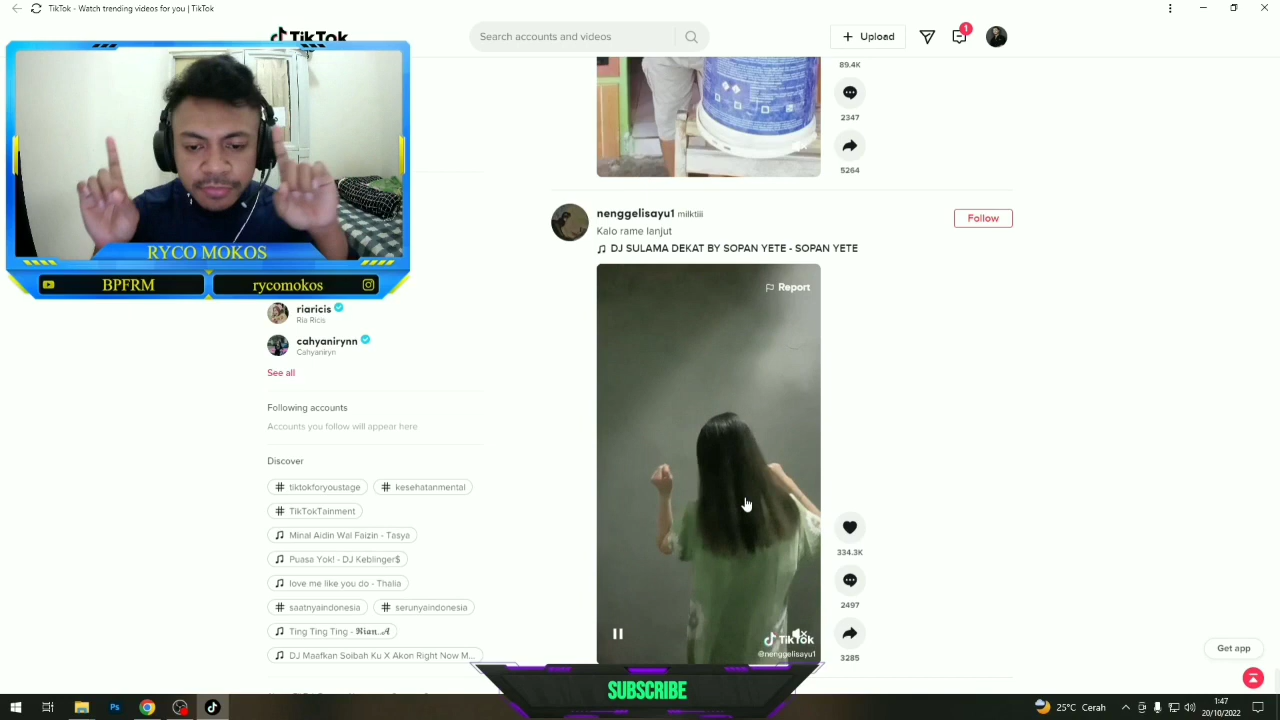 TikTok - Watch trending videos for you | TikTok
TikTok
Search accounts and videos
Upload
1
89.4K
2347
5264
nenggelisayu1 milktiii
Follow
Kalo rame lanjut
DJ SULAMA DEKAT BY SOPAN YETE - SOPAN YETE
Report
RYCO MOKOS
BPFRM
rycomokos
riaricis
Ria Ricis
cahyanirynn
Cahyaniryn
See all
Following accounts
Accounts you follow will appear here
Discover
# tiktokforyoustage
# kesehatanmental
# TikTokTainment
Minal Aidin Wal Faizin - Tasya
Puasa Yok! - DJ Keblinger$
love me like you do - Thalia
# saatnyaindonesia
# serunyaindonesia
Ting Ting Ting - 𝕽𝖎𝖆𝖓..𝓐
DJ Maafkan Soibah Ku X Akon Right Now M...
334.3K
2497
3285
TikTok
@nenggelisayu1
Get app
SUBSCRIBE
25°C Cerah
1:47
20/10/2022